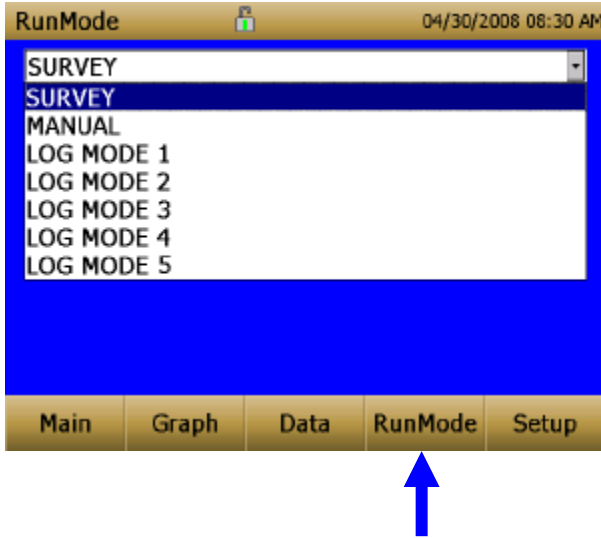 RunMode 04/30/2008 08:30 AM
SURVEY
SURVEY
MANUAL
LOG MODE 1
LOG MODE 2
LOG MODE 3
LOG MODE 4
LOG MODE 5
Main Graph Data RunMode Setup